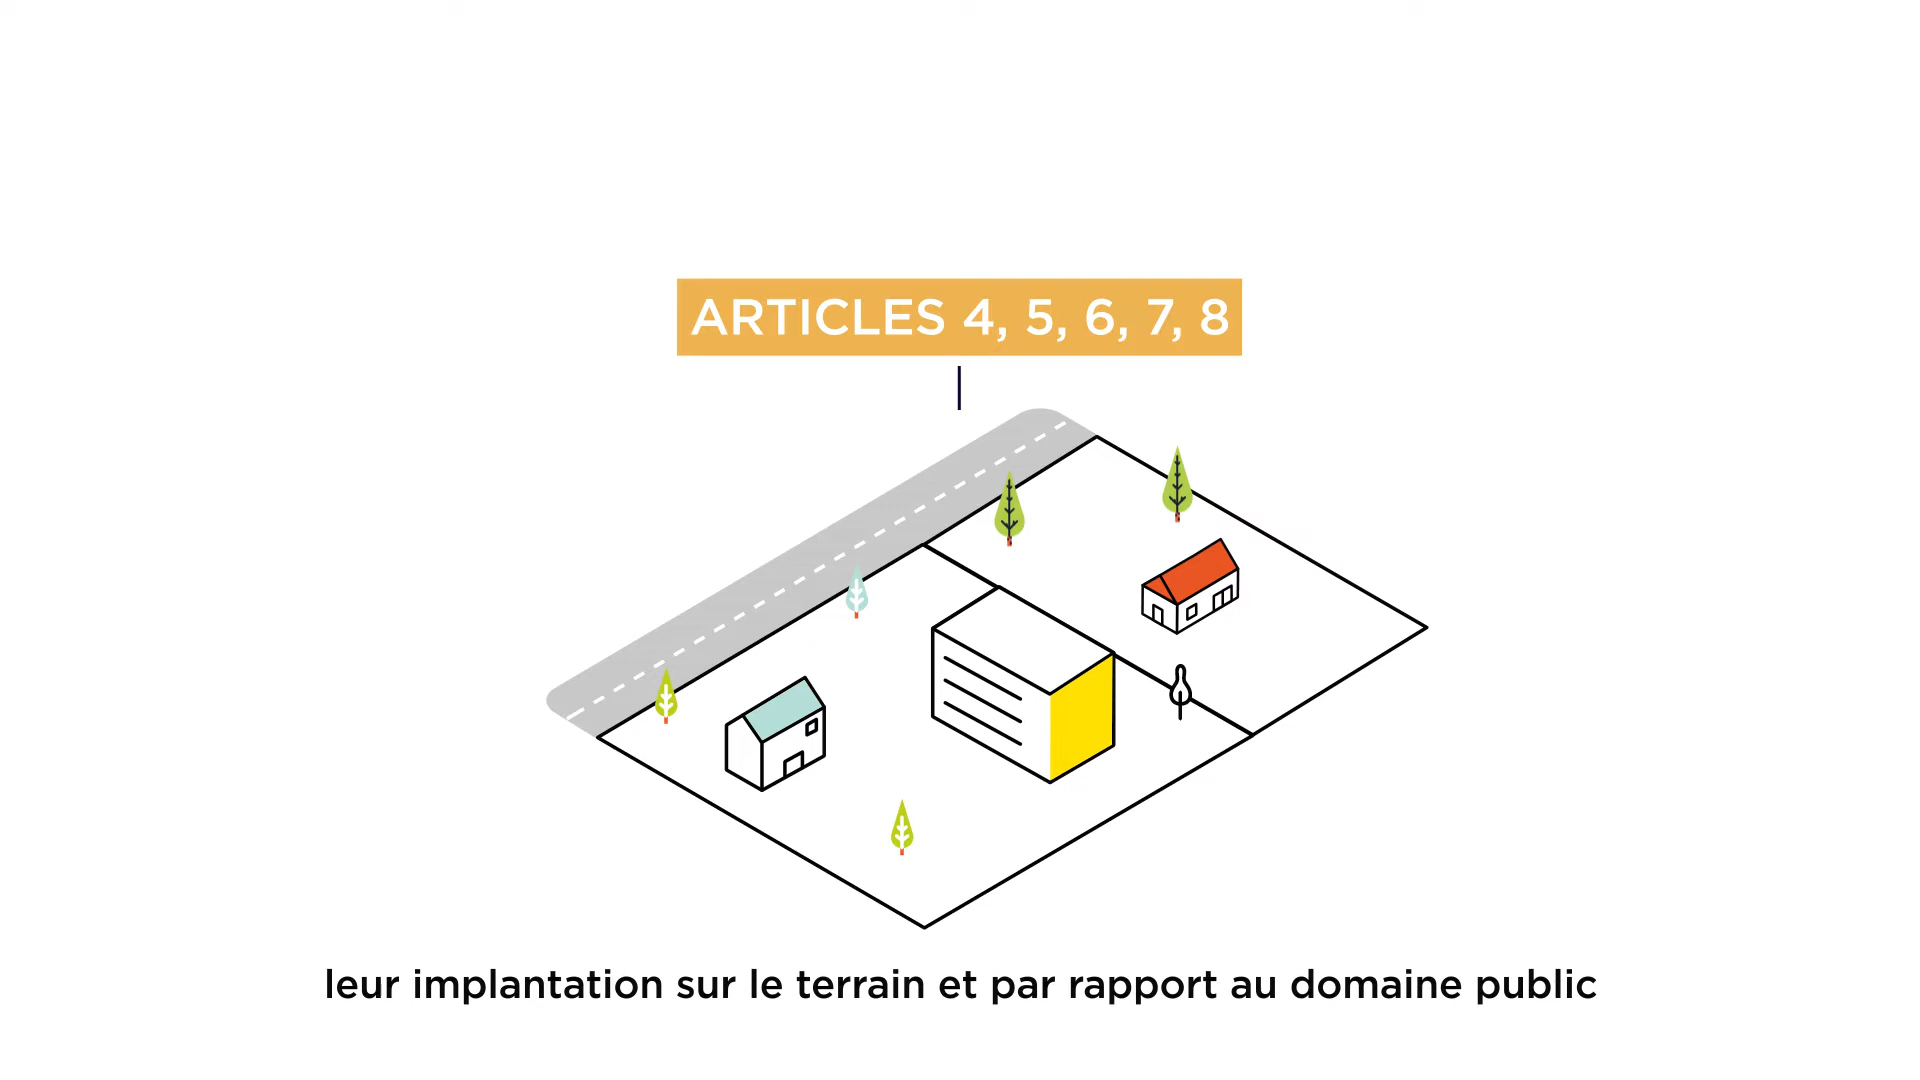 ARTICLES 4, 5, 6, 7, 8
leur implantation sur le terrain et par rapport au domaine public